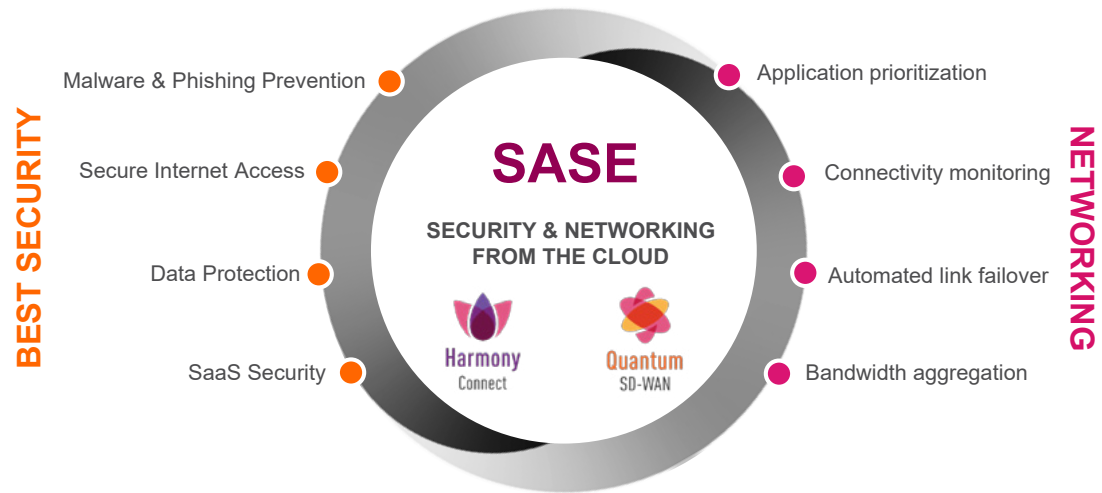 BEST SECURITY
Malware & Phishing Prevention
Secure Internet Access
Data Protection
SaaS Security
SASE
SECURITY & NETWORKING
FROM THE CLOUD
Harmony
Connect
Quantum
SD-WAN
Application prioritization
Connectivity monitoring
Automated link failover
Bandwidth aggregation
NETWORKING